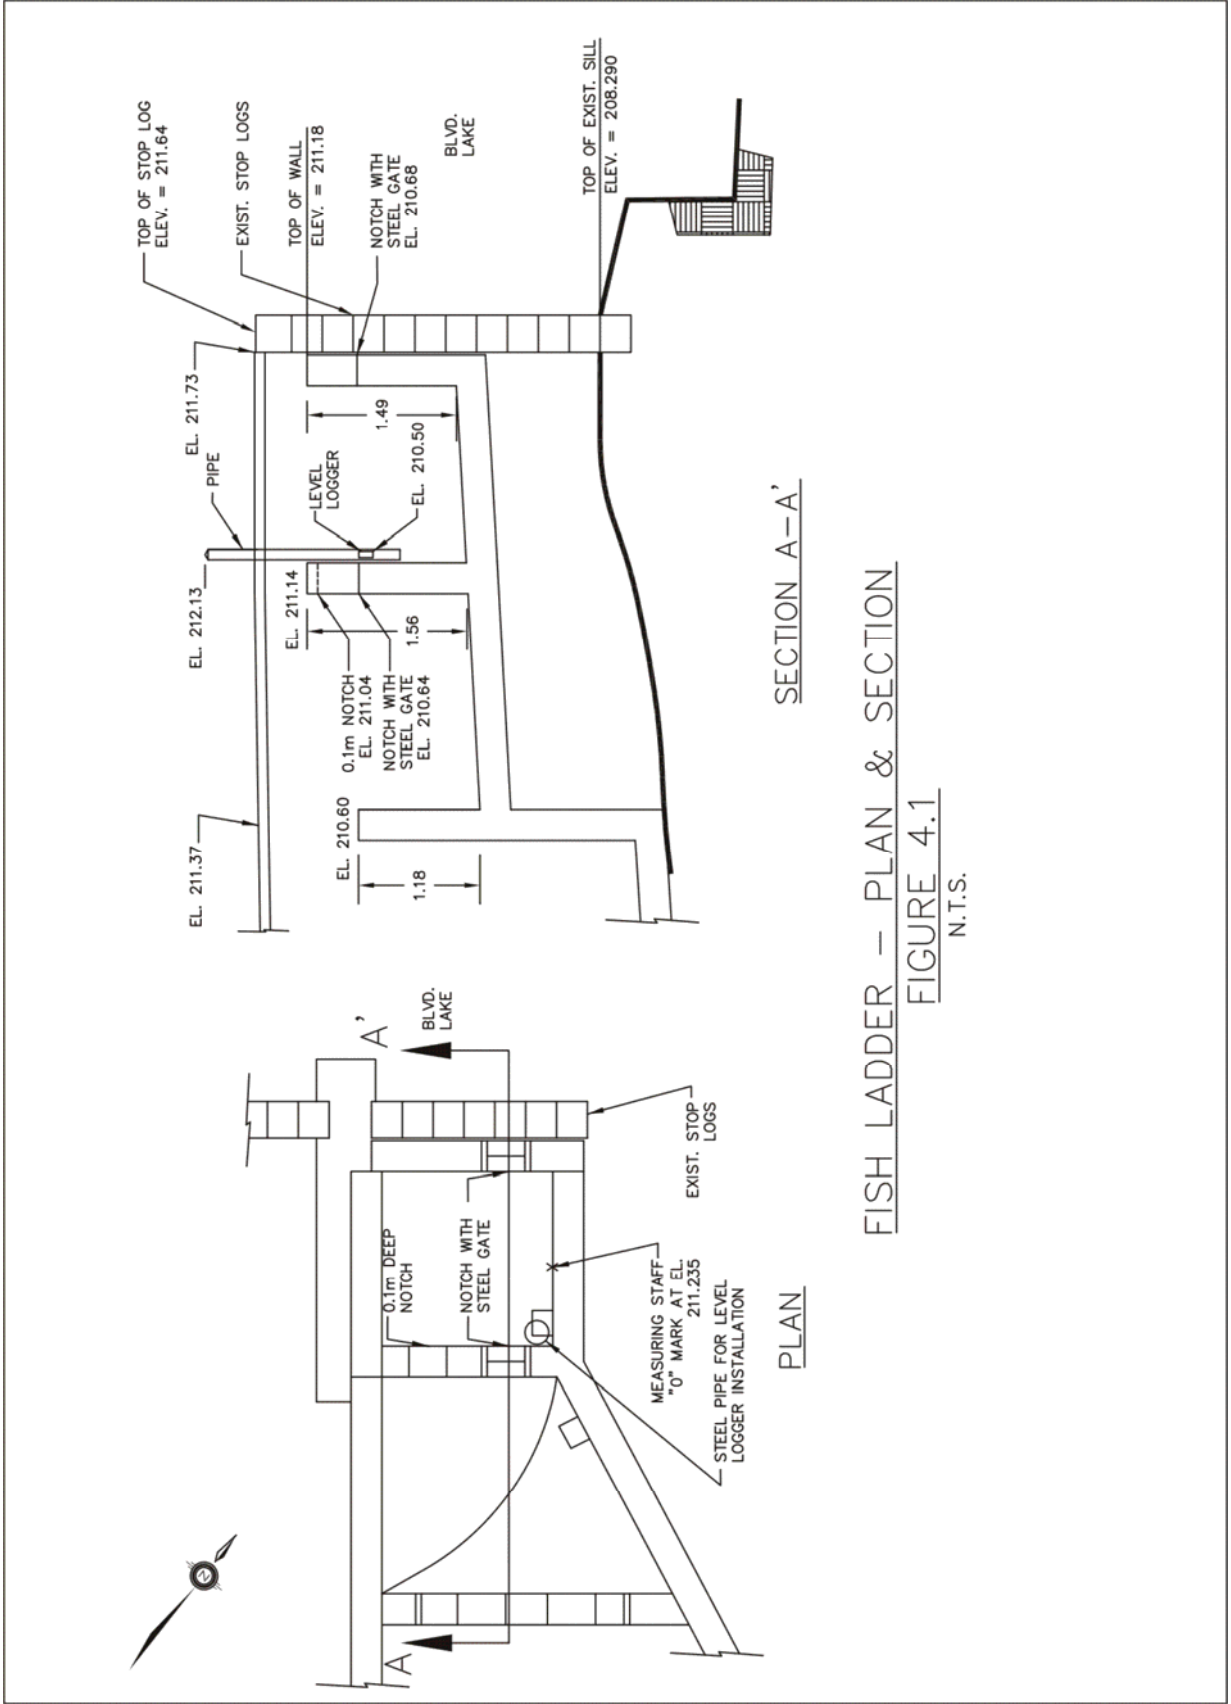 TOP OF STOP LOG
ELEV. = 211.64
EXIST. STOP LOGS
TOP OF WALL
ELEV. = 211.18
NOTCH WITH
STEEL GATE
EL. 210.68
BLVD.
LAKE
TOP OF EXIST. SILL
ELEV. = 208.290
EL. 211.73
PIPE
EL. 212.13
1.49
LEVEL
LOGGER
EL. 210.50
EL. 211.14
1.56
0.1m NOTCH
EL. 211.04
NOTCH WITH
STEEL GATE
EL. 210.64
EL. 211.37
EL. 210.60
1.18
SECTION A-A'
A'
BLVD.
LAKE
EXIST. STOP
LOGS
0.1m DEEP
NOTCH
NOTCH WITH
STEEL GATE
MEASURING STAFF
"0" MARK AT EL.
211.235
STEEL PIPE FOR LEVEL
LOGGER INSTALLATION
N
A
PLAN
FISH LADDER - PLAN & SECTION
FIGURE 4.1
N.T.S.